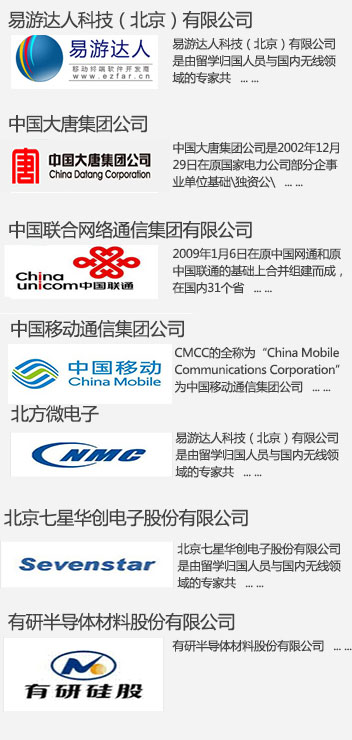 易游达人科技（北京）有限公司
易游达人
移动终端软件开发商
www.ezfar.cn
易游达人科技（北京）有限公司
是由留学归国人员与国内无线领
域的专家共 ... ...
中国大唐集团公司
中国大唐集团公司
China Datang Corporation
中国大唐集团公司是2002年12月
29日在原国家电力公司部分企事
业单位基础\独资公\ ... ...
中国联合网络通信集团有限公司
China
unicom中国联通
2009年1月6日在原中国网通和原
中国联通的基础上合并组建而成，
在国内31个省 ... ...
中国移动通信集团公司
中国移动
China Mobile
CMCC的全称为“China Mobile
Communications Corporation”
为中国移动通信集团公司 ... ...
北方微电子
NMC
易游达人科技（北京）有限公司
是由留学归国人员与国内无线领
域的专家共 ... ...
北京七星华创电子股份有限公司
Sevenstar
北京七星华创电子股份有限公司
是由留学归国人员与国内无线领
域的专家共 ... ...
有研半导体材料股份有限公司
有研硅股
有研半导体材料股份有限公司 ... ...